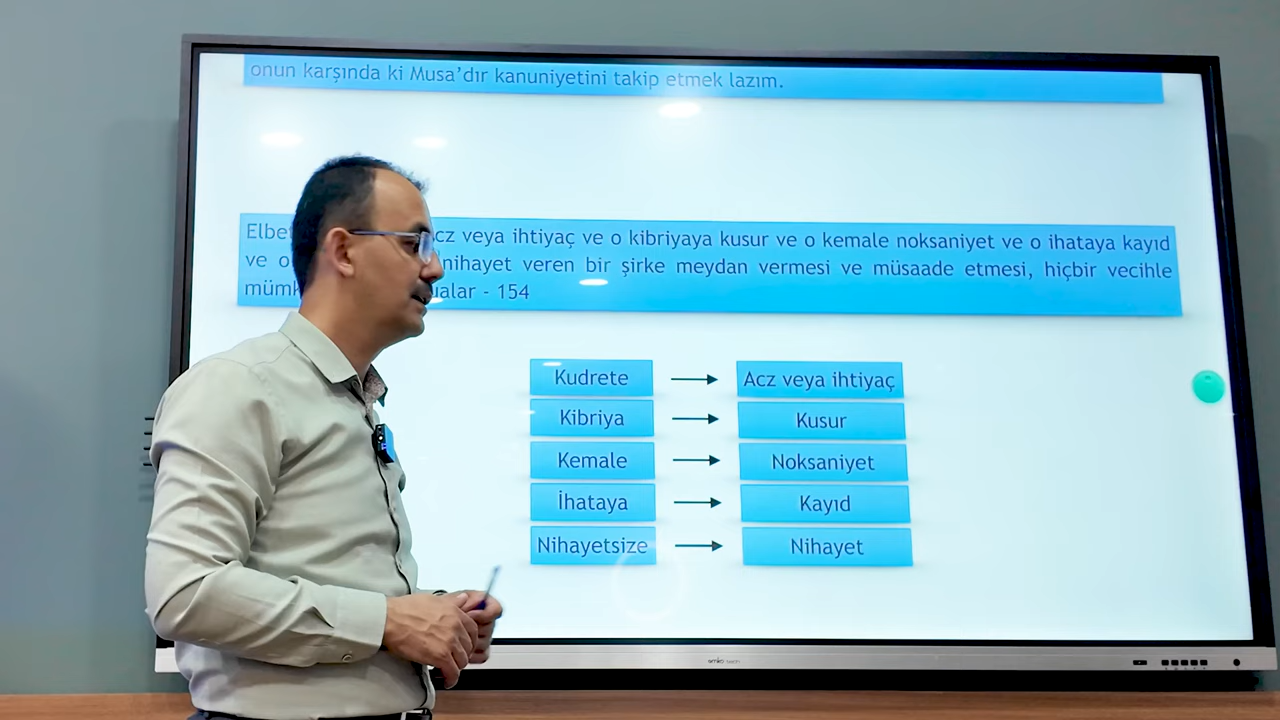 onun karşında ki Musa’dır kanuniyetini takip etmek lazım.
Elbet cz veya ihtiyaç ve o kibriyaya kusur ve o kemale noksaniyet ve o ihataya kayıd
ve o nihayet veren bir şirke meydan vermesi ve müsaade etmesi, hiçbir vecihle
ualar - 154
Kudrete → Acz veya ihtiyaç
Kibriya → Kusur
Kemale → Noksaniyet
İhataya → Kayıd
Nihayetsize → Nihayet